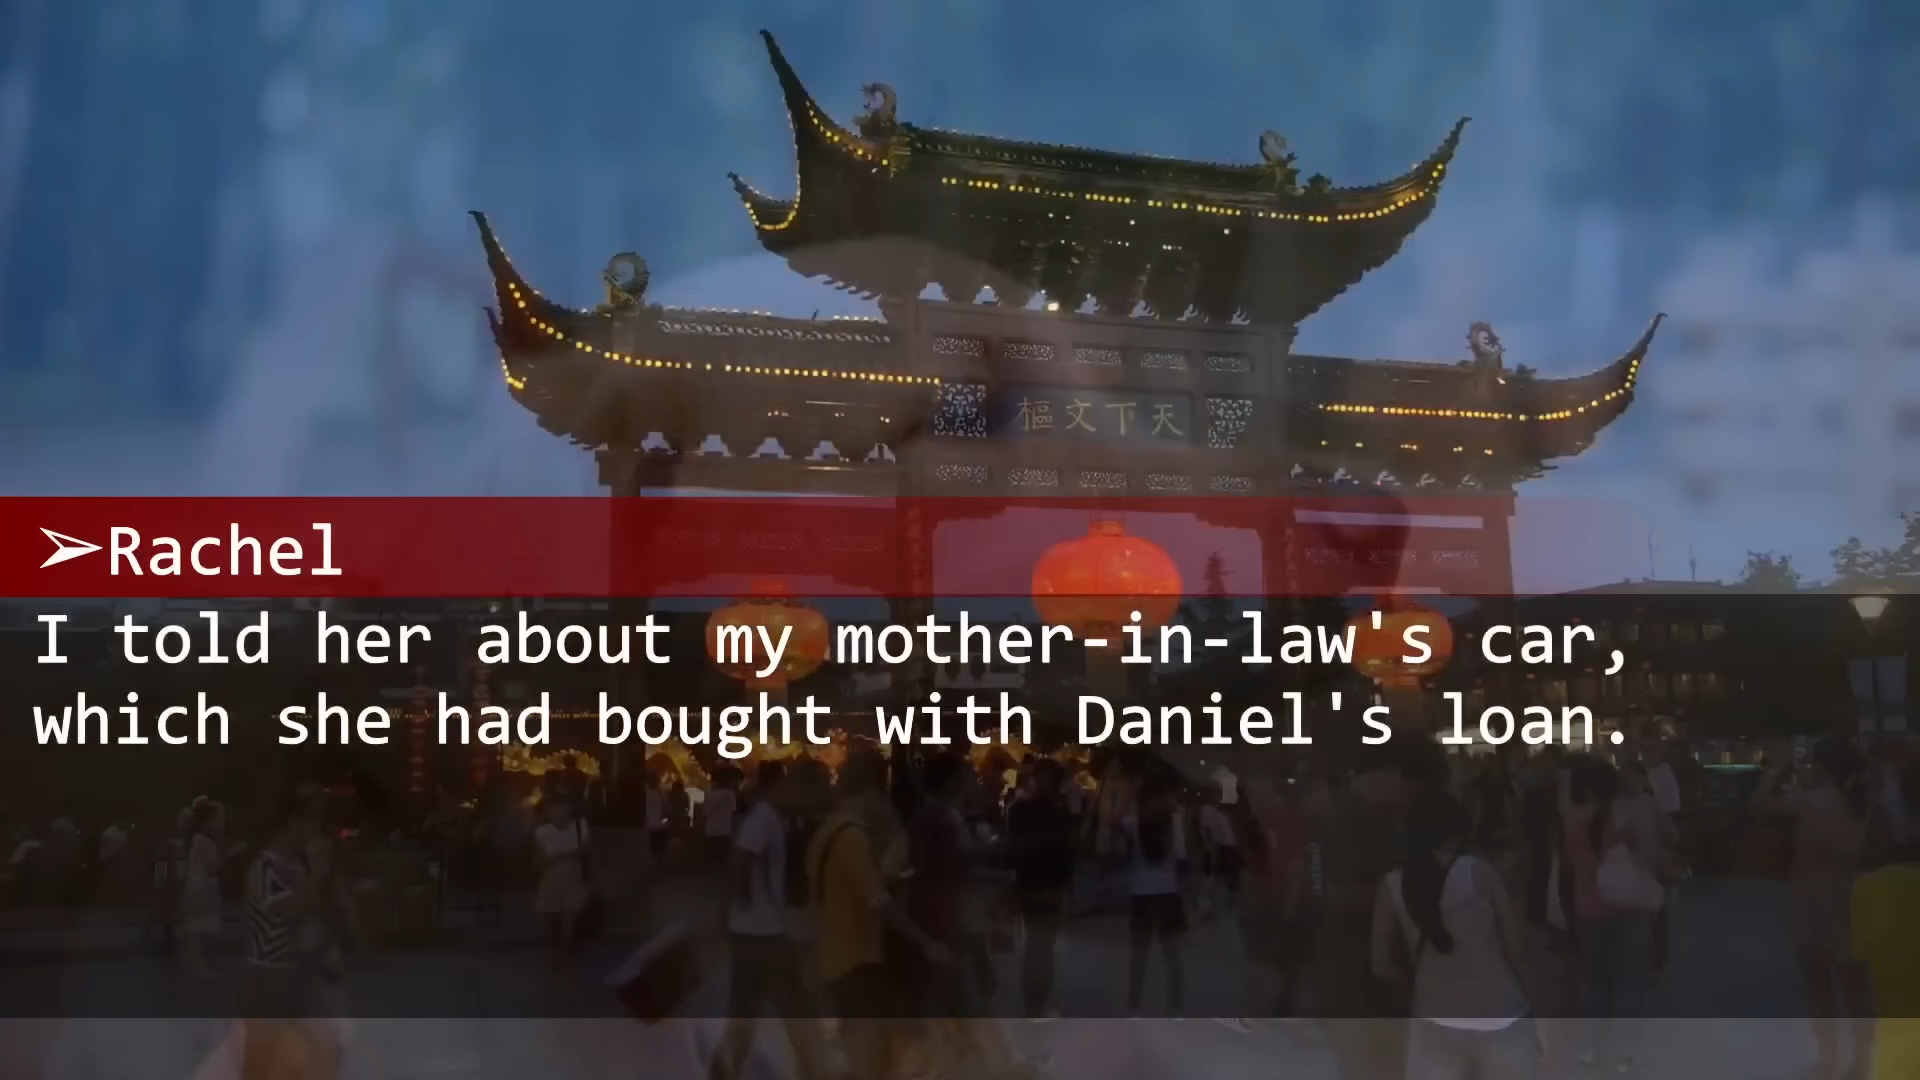 天下文樞
➢Rachel
I told her about my mother-in-law's car,
which she had bought with Daniel's loan.